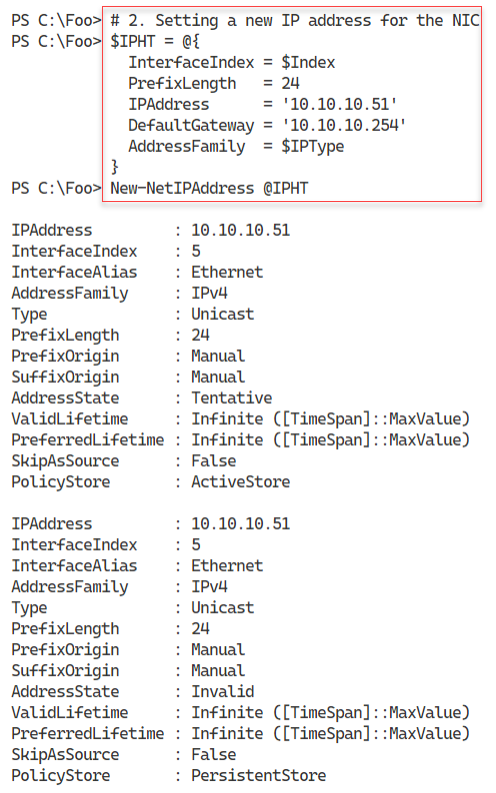 PS C:\Foo> # 2. Setting a new IP address for the NIC
PS C:\Foo> $IPHT = @{
  InterfaceIndex = $Index
  PrefixLength   = 24
  IPAddress      = '10.10.10.51'
  DefaultGateway = '10.10.10.254'
  AddressFamily  = $IPType
}
PS C:\Foo> New-NetIPAddress @IPHT
IPAddress         : 10.10.10.51
InterfaceIndex    : 5
InterfaceAlias    : Ethernet
AddressFamily     : IPv4
Type              : Unicast
PrefixLength      : 24
PrefixOrigin      : Manual
SuffixOrigin      : Manual
AddressState      : Tentative
ValidLifetime     : Infinite ([TimeSpan]::MaxValue)
PreferredLifetime : Infinite ([TimeSpan]::MaxValue)
SkipAsSource      : False
PolicyStore       : ActiveStore
IPAddress         : 10.10.10.51
InterfaceIndex    : 5
InterfaceAlias    : Ethernet
AddressFamily     : IPv4
Type              : Unicast
PrefixLength      : 24
PrefixOrigin      : Manual
SuffixOrigin      : Manual
AddressState      : Invalid
ValidLifetime     : Infinite ([TimeSpan]::MaxValue)
PreferredLifetime : Infinite ([TimeSpan]::MaxValue)
SkipAsSource      : False
PolicyStore       : PersistentStore